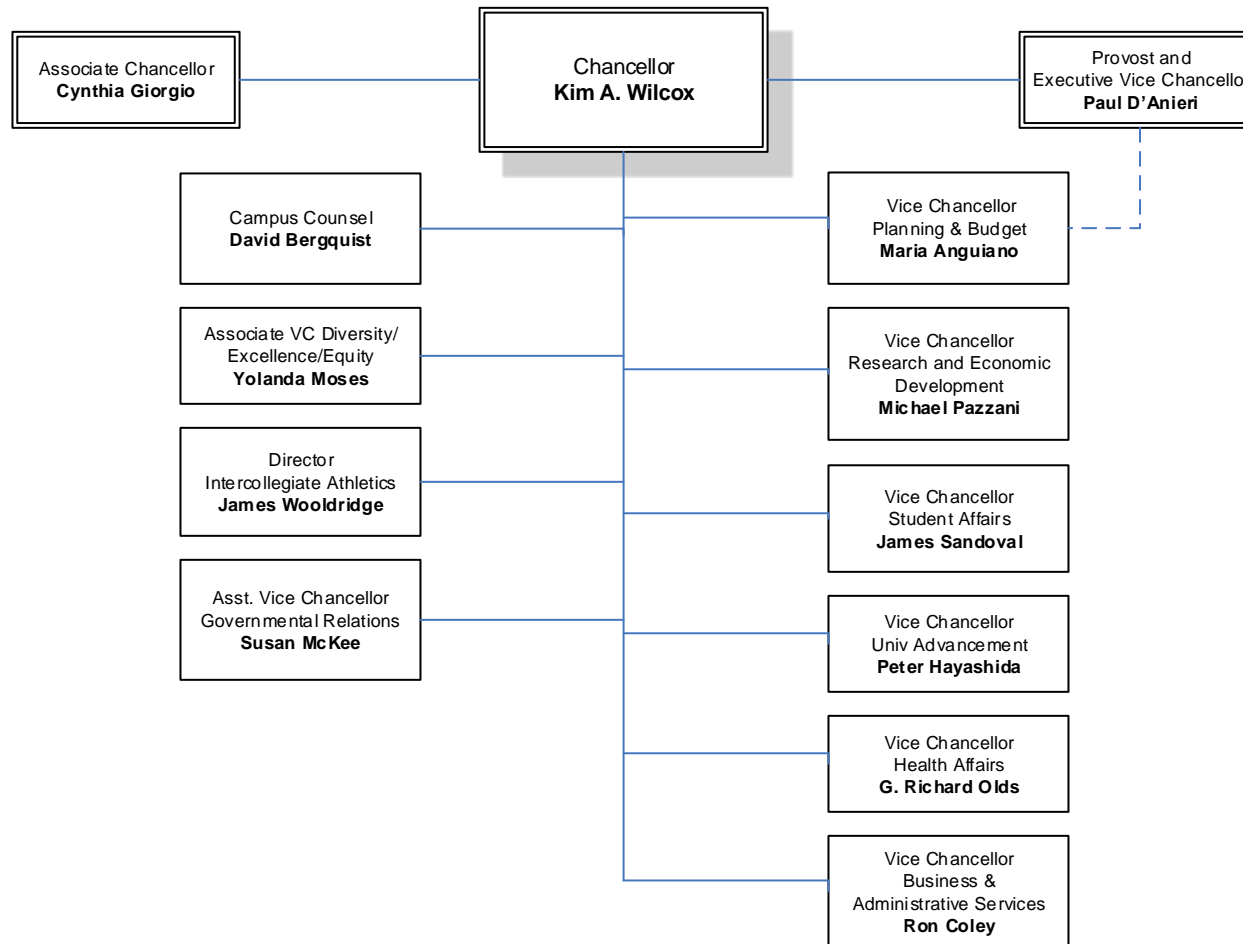 Associate Chancellor
Cynthia Giorgio
Chancellor
Kim A. Wilcox
Provost and
Executive Vice Chancello
Paul D'Anieri
Campus Counsel
David Bergquist
Vice Chancellor
Planning & Budget
Maria Anguiano
Associate VC Diversity/
Excellence/Equity
Yolanda Moses
Vice Chancellor
Research and Economic
Development
Michael Pazzani
Director
Intercollegiate Athletics
James Wooldridge
Vice Chancellor
Student Affairs
James Sandoval
Asst. Vice Chancellor
Governmental Relations
Susan McKee
Vice Chancellor
Univ Advancement
Peter Hayashida
Vice Chancellor
Health Affairs
G. Richard Olds
Vice Chancellor
Business &
Administrative Services
Ron Coley